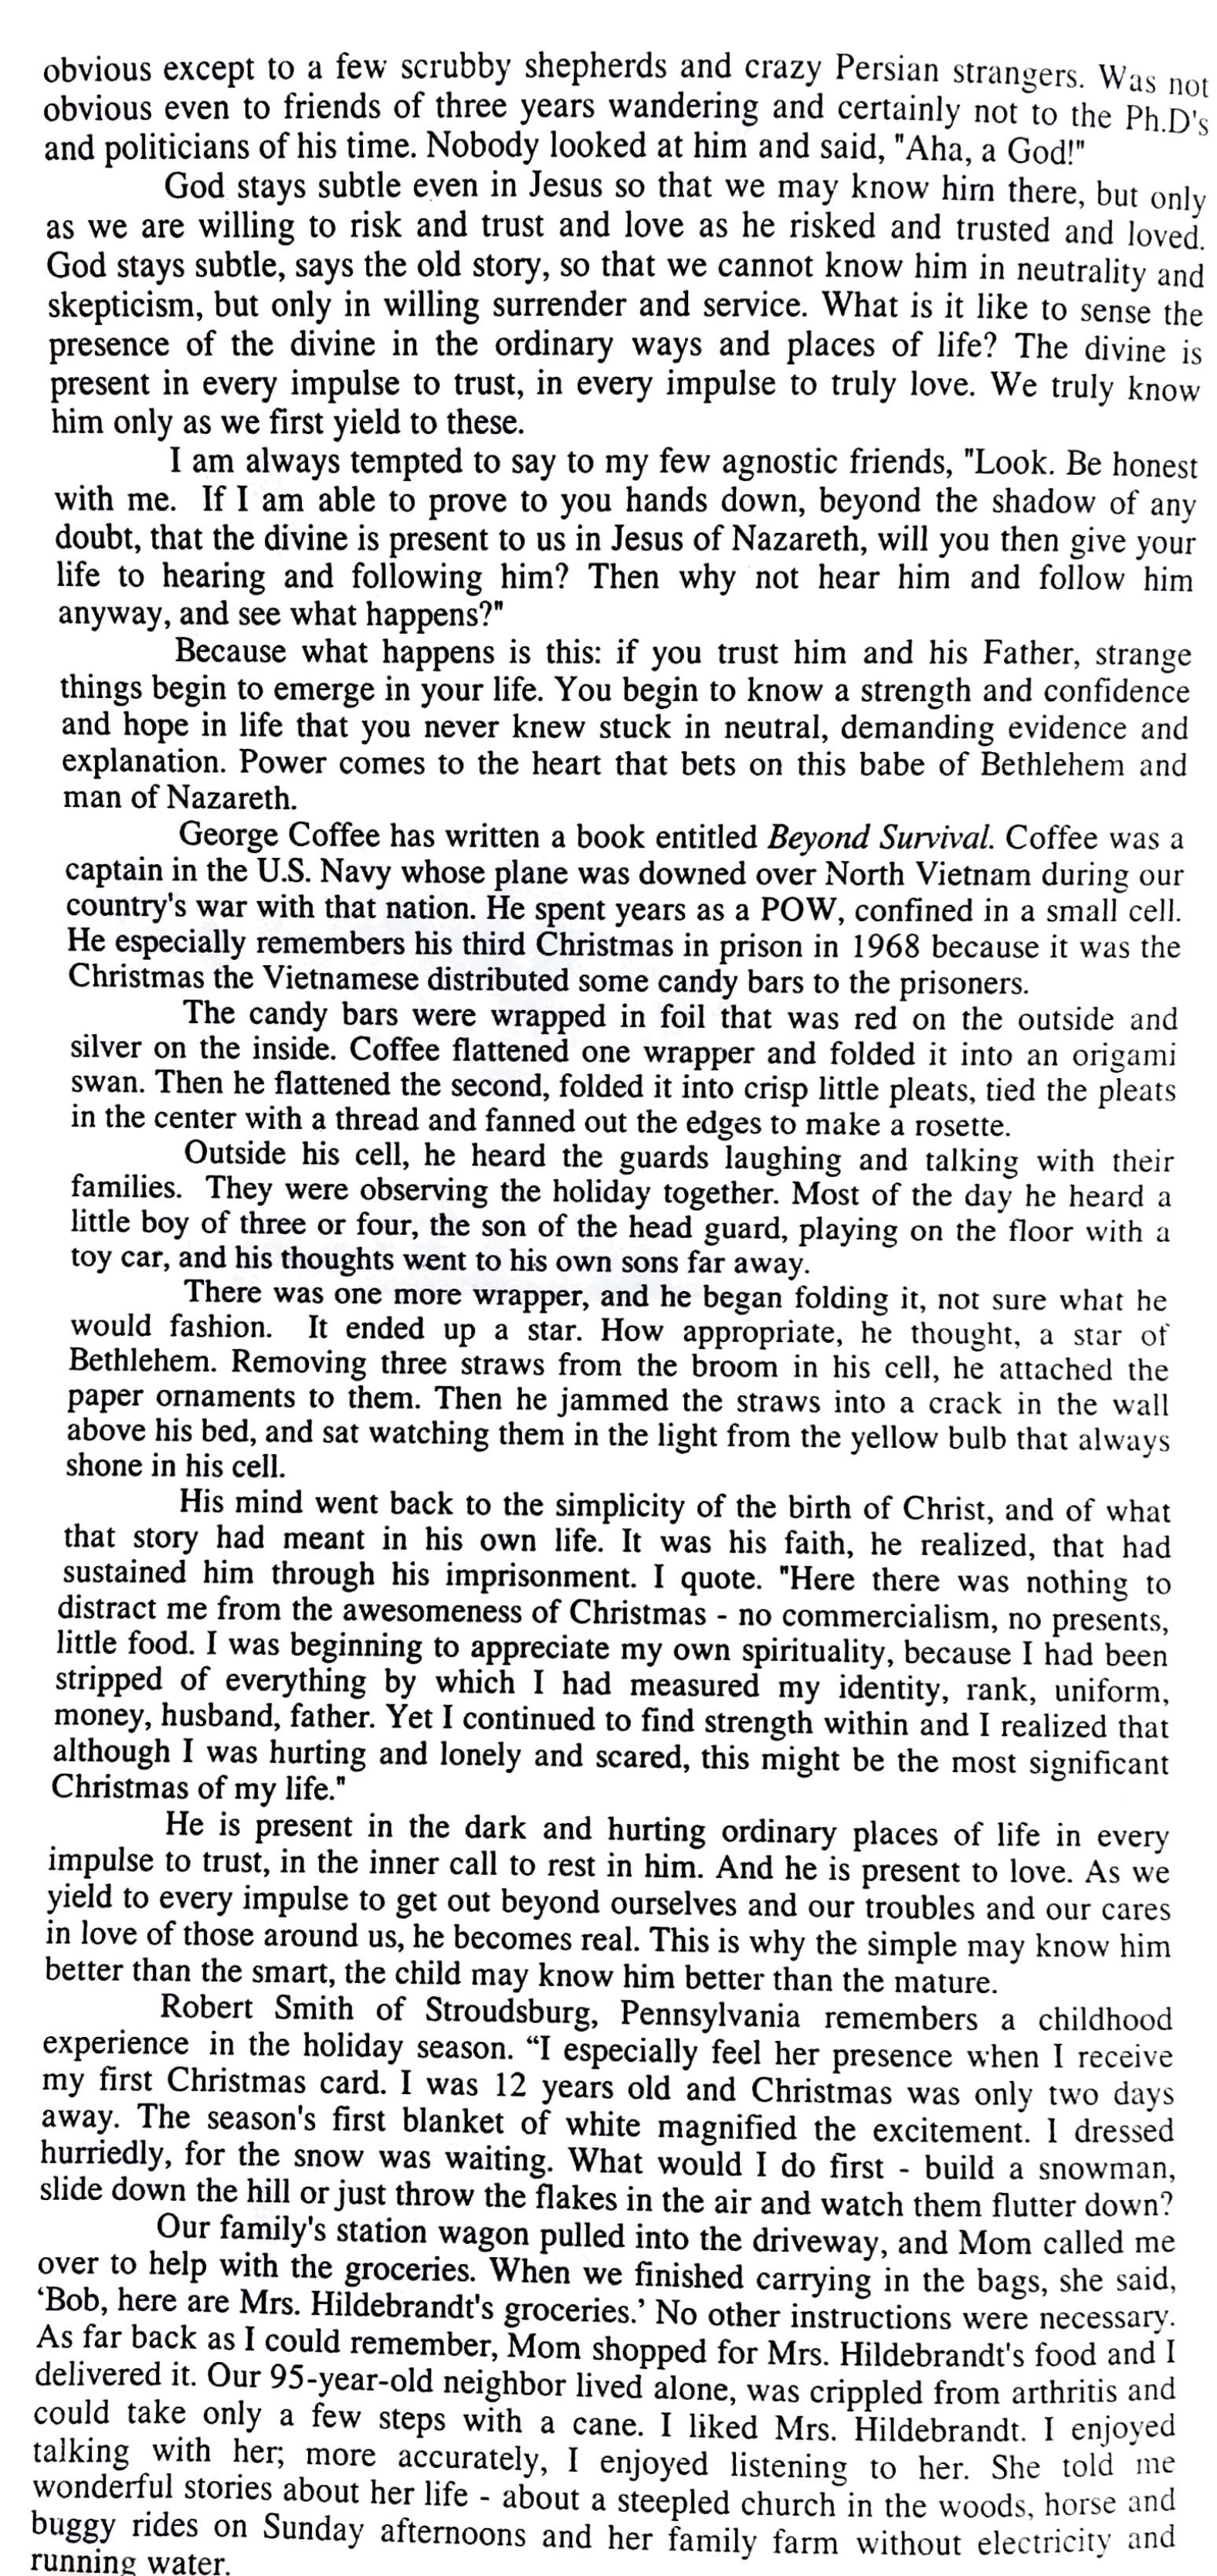 obvious except to a few scrubby shepherds and crazy Persian strangers. Was not
obvious even to friends of three years wandering and certainly not to the Ph.D's
and politicians of his time. Nobody looked at him and said, "Aha, a God!"
God stays subtle even in Jesus so that we may know him there, but only
as we are willing to risk and trust and love as he risked and trusted and loved.
God stays subtle, says the old story, so that we cannot know him in neutrality and
skepticism, but only in willing surrender and service. What is it like to sense the
presence of the divine in the ordinary ways and places of life? The divine is
present in every impulse to trust, in every impulse to truly love. We truly know
him only as we first yield to these.
I am always tempted to say to my few agnostic friends, "Look. Be honest
with me. If I am able to prove to you hands down, beyond the shadow of any
doubt, that the divine is present to us in Jesus of Nazareth, will you then give your
life to hearing and following him? Then why not hear him and follow him
anyway, and see what happens?"
Because what happens is this: if you trust him and his Father, strange
things begin to emerge in your life. You begin to know a strength and confidence
and hope in life that you never knew stuck in neutral, demanding evidence and
explanation. Power comes to the heart that bets on this babe of Bethlehem and
man of Nazareth.
George Coffee has written a book entitled Beyond Survival. Coffee was a
captain in the U.S. Navy whose plane was downed over North Vietnam during our
country's war with that nation. He spent years as a POW, confined in a small cell.
He especially remembers his third Christmas in prison in 1968 because it was the
Christmas the Vietnamese distributed some candy bars to the prisoners.
The candy bars were wrapped in foil that was red on the outside and
silver on the inside. Coffee flattened one wrapper and folded it into an origami
swan. Then he flattened the second, folded it into crisp little pleats, tied the pleats
in the center with a thread and fanned out the edges to make a rosette.
Outside his cell, he heard the guards laughing and talking with their
families. They were observing the holiday together. Most of the day he heard a
little boy of three or four, the son of the head guard, playing on the floor with a
toy car, and his thoughts went to his own sons far away.
There was one more wrapper, and he began folding it, not sure what he
would fashion. It ended up a star. How appropriate, he thought, a star of
Bethlehem. Removing three straws from the broom in his cell, he attached the
paper ornaments to them. Then he jammed the straws into a crack in the wall
above his bed, and sat watching them in the light from the yellow bulb that always
shone in his cell.
His mind went back to the simplicity of the birth of Christ, and of what
that story had meant in his own life. It was his faith, he realized, that had
sustained him through his imprisonment. I quote. "Here there was nothing to
distract me from the awesomeness of Christmas - no commercialism, no presents,
little food. I was beginning to appreciate my own spirituality, because I had been
stripped of everything by which I had measured my identity, rank, uniform,
money, husband, father. Yet I continued to find strength within and I realized that
although I was hurting and lonely and scared, this might be the most significant
Christmas of my life."
He is present in the dark and hurting ordinary places of life in every
impulse to trust, in the inner call to rest in him. And he is present to love. As we
yield to every impulse to get out beyond ourselves and our troubles and our cares
in love of those around us, he becomes real. This is why the simple may know him
better than the smart, the child may know him better than the mature.
Robert Smith of Stroudsburg, Pennsylvania remembers a childhood
experience in the holiday season. “I especially feel her presence when I receive
my first Christmas card. I was 12 years old and Christmas was only two days
away. The season's first blanket of white magnified the excitement. I dressed
hurriedly, for the snow was waiting. What would I do first - build a snowman,
slide down the hill or just throw the flakes in the air and watch them flutter down?
Our family's station wagon pulled into the driveway, and Mom called me
over to help with the groceries. When we finished carrying in the bags, she said,
‘Bob, here are Mrs. Hildebrandt's groceries.’ No other instructions were necessary.
As far back as I could remember, Mom shopped for Mrs. Hildebrandt's food and I
delivered it. Our 95-year-old neighbor lived alone, was crippled from arthritis and
could take only a few steps with a cane. I liked Mrs. Hildebrandt. I enjoyed
talking with her; more accurately, I enjoyed listening to her. She told me
wonderful stories about her life - about a steepled church in the woods, horse and
buggy rides on Sunday afternoons and her family farm without electricity and
running water.